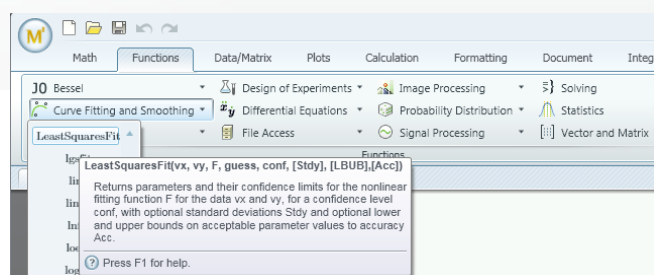 M'
Math Functions Data/Matrix Plots Calculation Formatting Document Integ
J0 Bessel Design of Experiments Image Processing Solving
Curve Fitting and Smoothing Differential Equations Probability Distribution Statistics
File Access Signal Processing Vector and Matrix
Functions
LeastSquaresFit
LeastSquaresFit(vx, vy, F, guess, conf, [Stdy], [LBUB],[Acc])
Returns parameters and their confidence limits for the nonlinear
fitting function F for the data vx and vy, for a confidence level
conf, with optional standard deviations Stdy and optional lower
and upper bounds on acceptable parameter values to accuracy
Acc.
Press F1 for help.